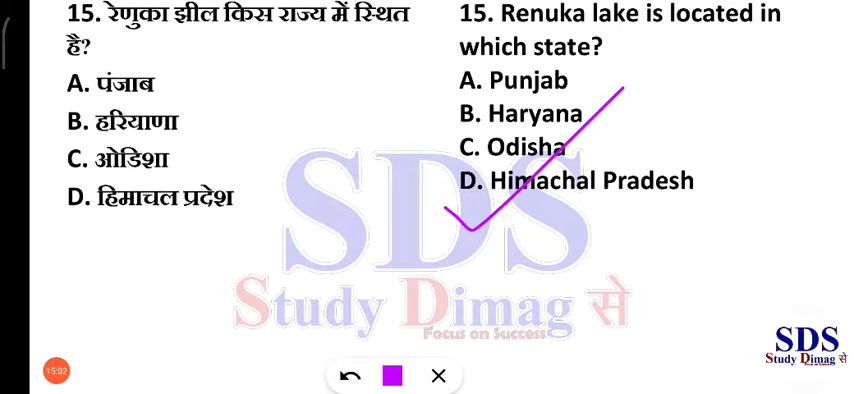 15. रेणुका झील किस राज्य में स्थित
है?
A. पंजाब
B. हरियाणा
C. ओडिशा
D. हिमाचल प्रदेश
15. Renuka lake is located in
which state?
A. Punjab
B. Haryana
C. Odisha
D. Himachal Pradesh
SDS
Study Dimag से
Focus on Success
15:02
SDS
Study Dimag से